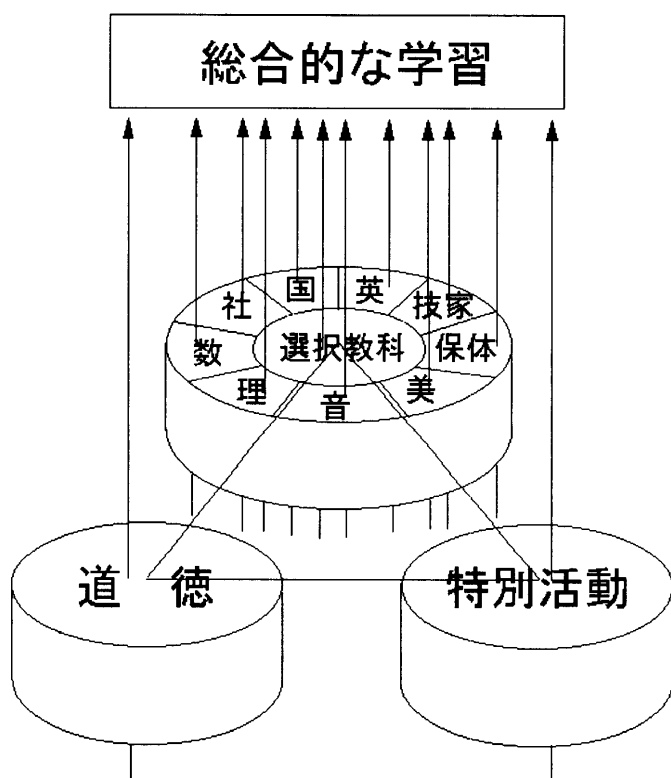 総合的な学習
国 英
社 技家
数 選択教科 保体
理 音 美
道 徳 特別活動